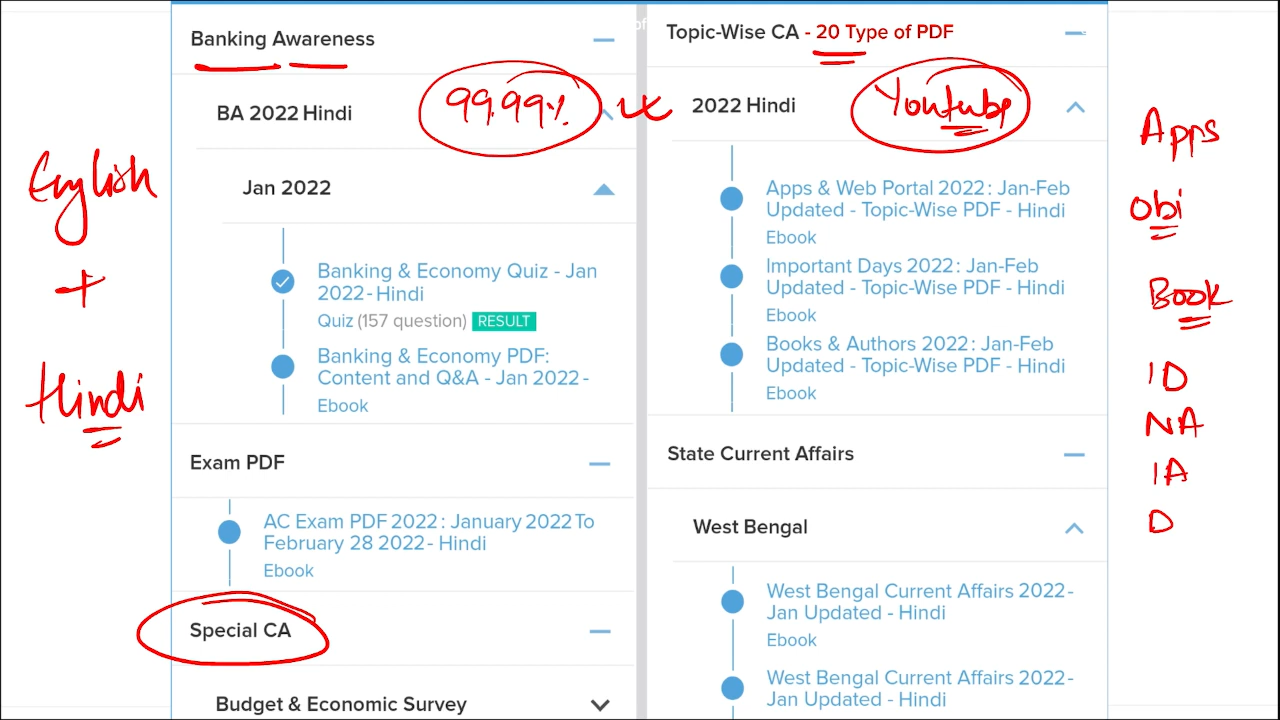 Banking Awareness
BA 2022 Hindi
99.99%
Jan 2022
Banking & Economy Quiz - Jan
2022-Hindi
Quiz (157 question) RESULT
Banking & Economy PDF:
Content and Q&A - Jan 2022-
Ebook
Exam PDF
AC Exam PDF 2022: January 2022 To
February 28 2022- Hindi
Ebook
Special CA
Budget & Economic Survey
English
+
Hindi
of
Topic-Wise CA - 20 Type of PDF
2022 Hindi
Youtube
Apps & Web Portal 2022: Jan-Feb
Updated - Topic-Wise PDF - Hindi
Ebook
Important Days 2022: Jan-Feb
Updated - Topic-Wise PDF - Hindi
Ebook
Books & Authors 2022: Jan-Feb
Updated - Topic-Wise PDF - Hindi
Ebook
State Current Affairs
West Bengal
West Bengal Current Affairs 2022-
Jan Updated - Hindi
Ebook
West Bengal Current Affairs 2022-
Jan Updated - Hindi
Apps
Obi
Book
ID
NA
IA
D